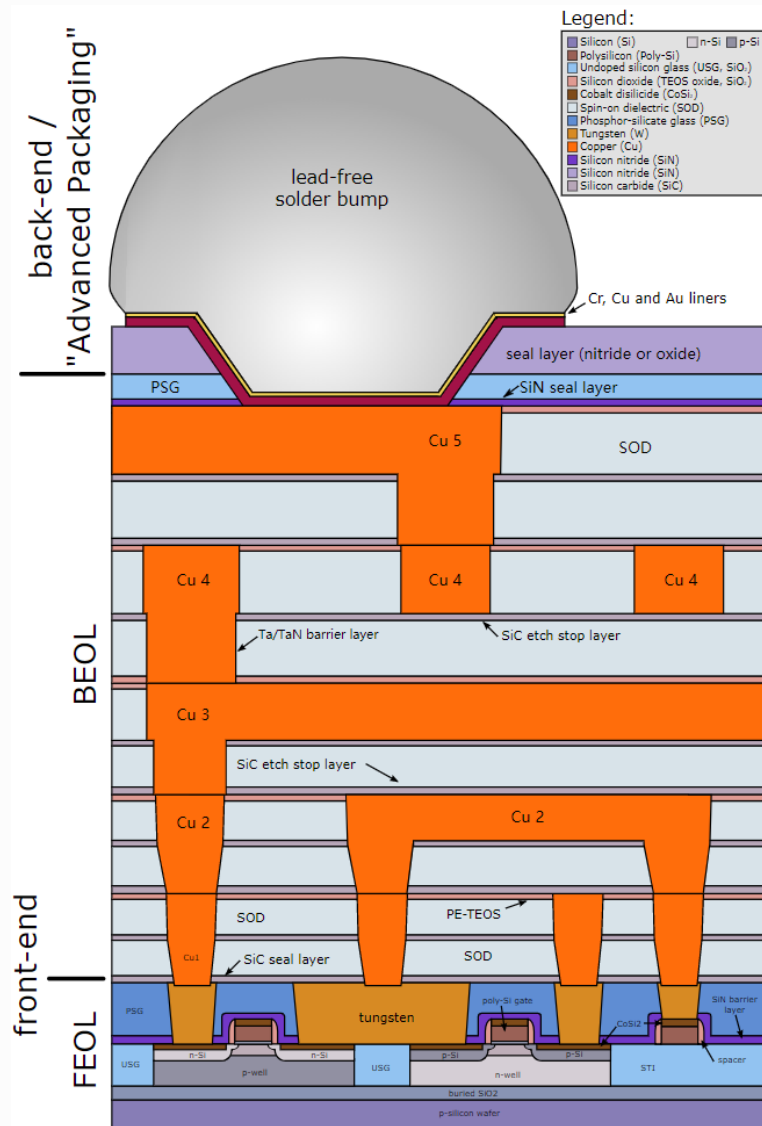 Legend:
Silicon (Si) n-Si p-Si
Polysilicon (Poly-Si)
Undoped silicon glass (USG, SiO₂)
Silicon dioxide (TEOS oxide, SiO₂)
Cobalt disilicide (CoSi₂)
Spin-on dielectric (SOD)
Phosphor-silicate glass (PSG)
Tungsten (W)
Copper (Cu)
Silicon nitride (SiN)
Silicon nitride (SiN)
Silicon carbide (SiC)
back-end /
"Advanced Packaging"
lead-free
solder bump
Cr, Cu and Au liners
seal layer (nitride or oxide)
PSG
SiN seal layer
Cu 5
SOD
Cu 4
Cu 4
Cu 4
Ta/TaN barrier layer
SiC etch stop layer
BEOL
Cu 3
SiC etch stop layer
Cu 2
Cu 2
front-end
SOD
PE-TEOS
Cu1
SiC seal layer
SOD
FEOL
PSG
tungsten
poly-Si gate
CoSi2
SiN barrier
layer
spacer
USG
n-Si
n-Si
p-well
USG
p-Si
p-Si
n-well
STI
buried SiO2
p-silicon wafer